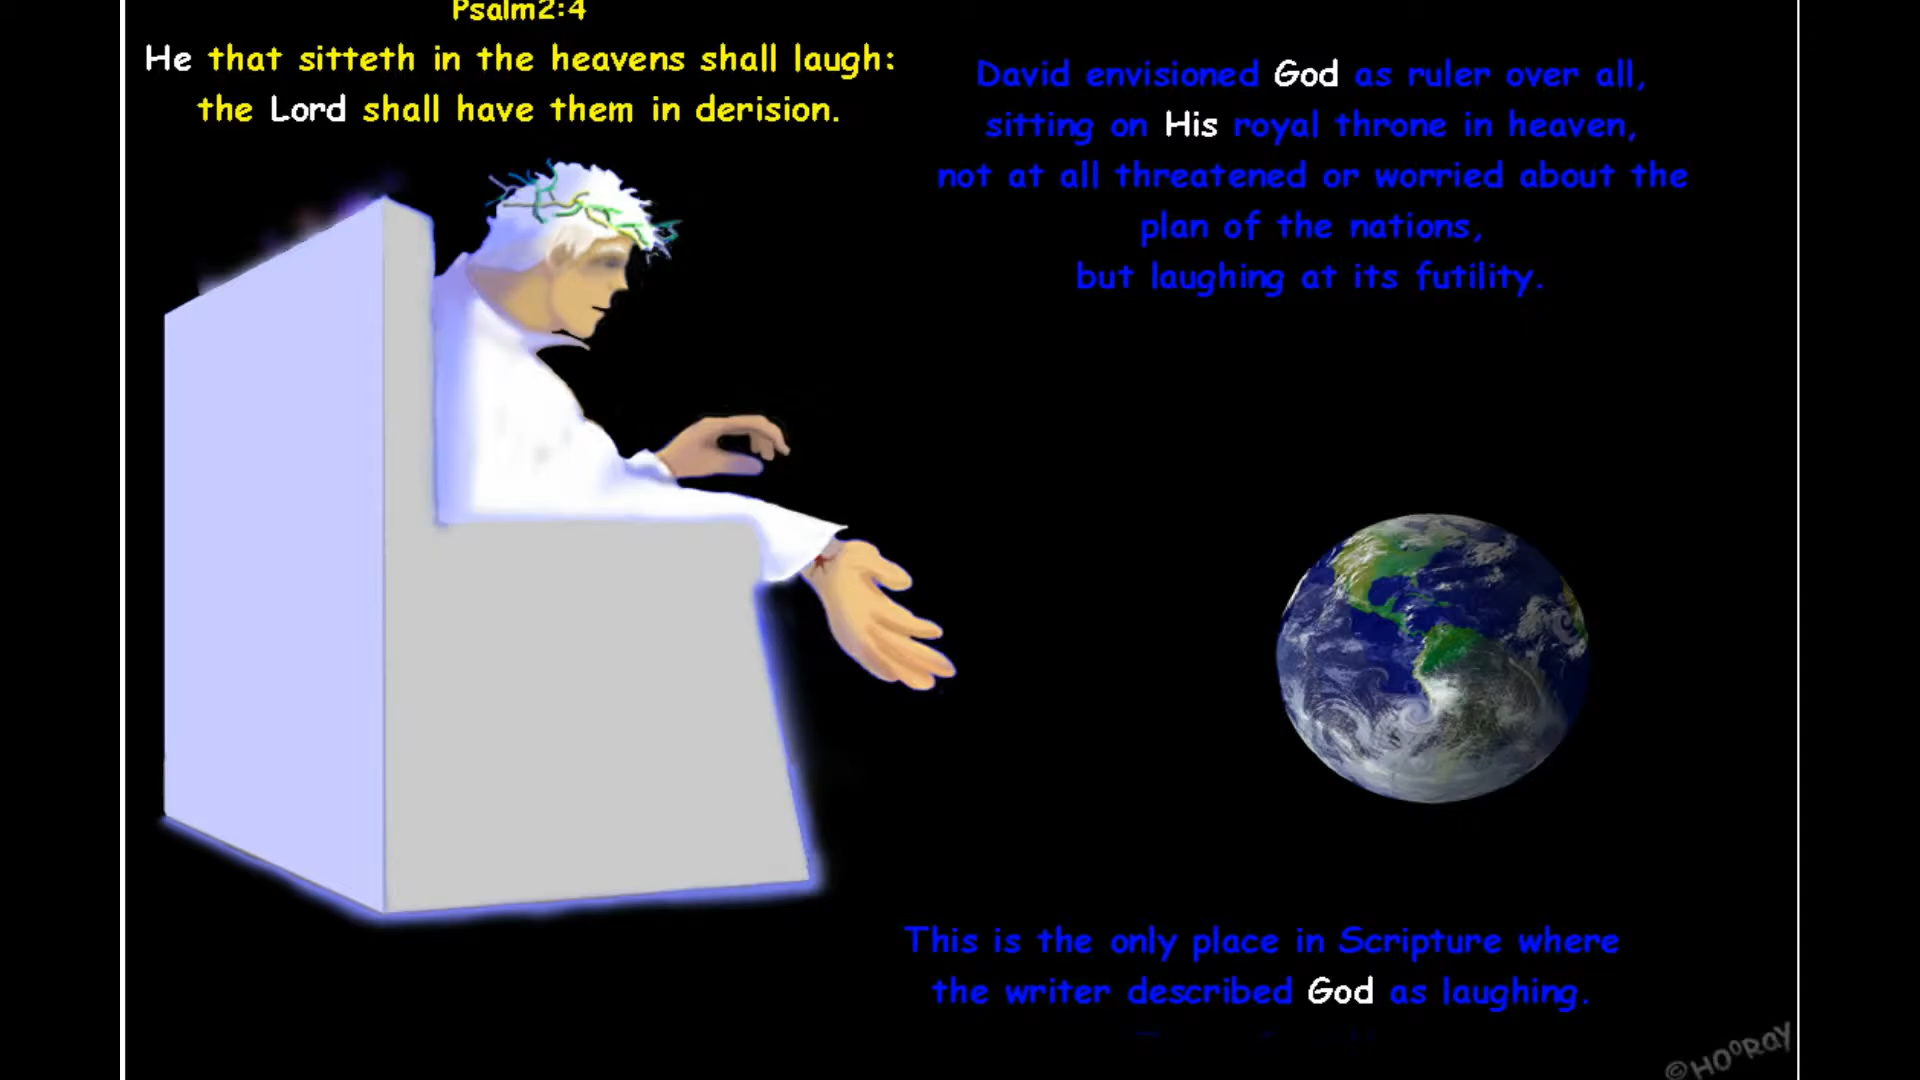 Psalm2:4
He that sitteth in the heavens shall laugh:
the Lord shall have them in derision.
David envisioned God as ruler over all,
sitting on His royal throne in heaven,
not at all threatened or worried about the
plan of the nations,
but laughing at its futility.
This is the only place in Scripture where
the writer described God as laughing.
©HOORAY